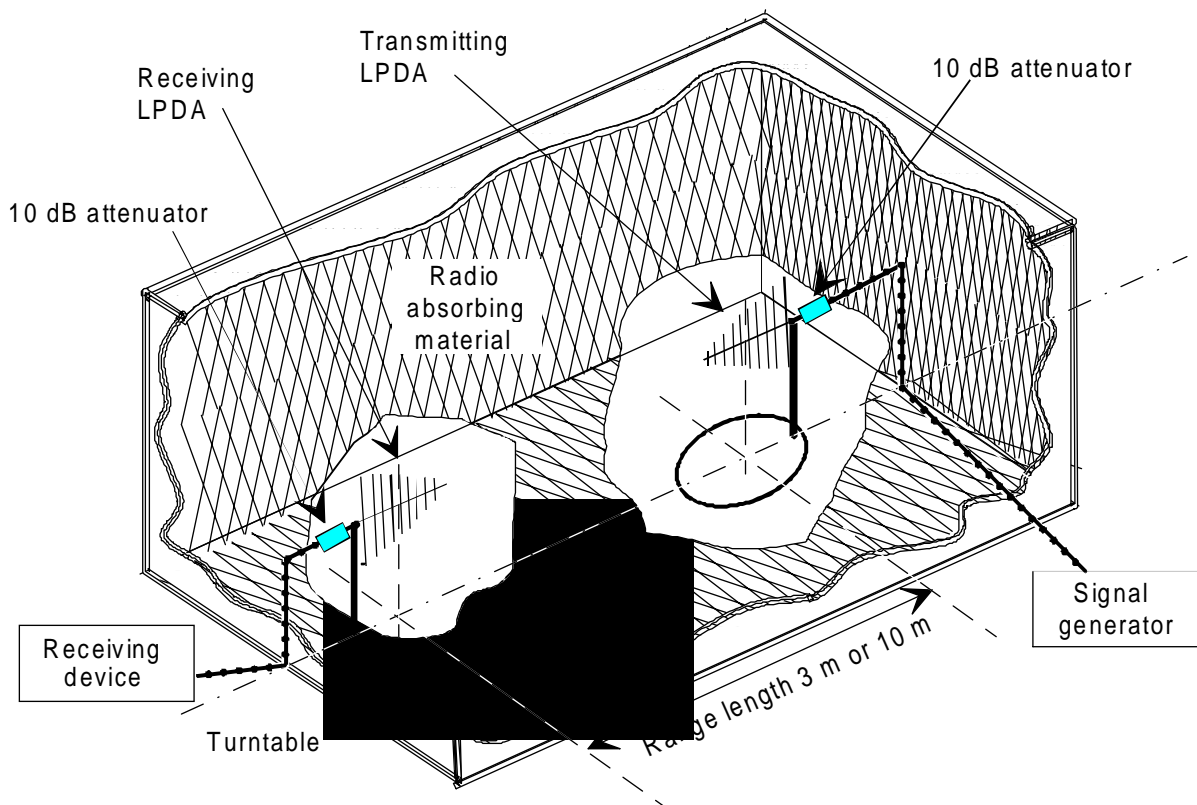 Transmitting
LPDA
Receiving
LPDA
10 dB attenuator
10 dB attenuator
Radio
absorbing
material
Signal
generator
Receiving
device
Range length 3 m or 10 m
Turntable